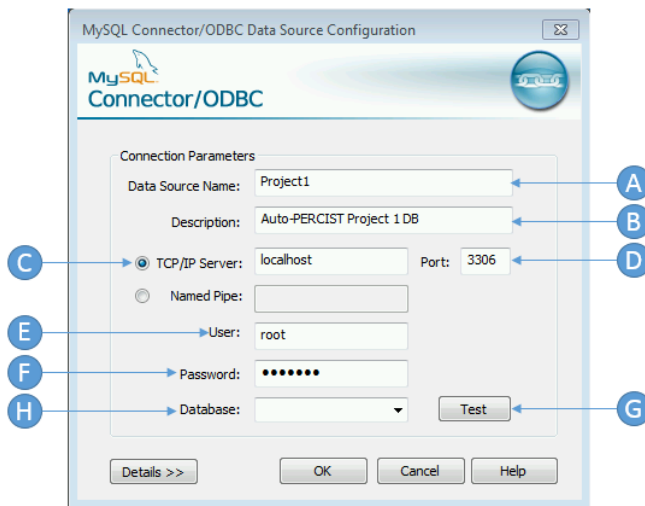 MySQL Connector/ODBC Data Source Configuration
MySQL
Connector/ODBC
Connection Parameters
Data Source Name: Project1 A
Description: Auto-PERCIST Project 1 DB B
C TCP/IP Server: localhost Port: 3306 D
Named Pipe:
E User: root
F Password: •••••••
H Database: Test G
Details >> OK Cancel Help